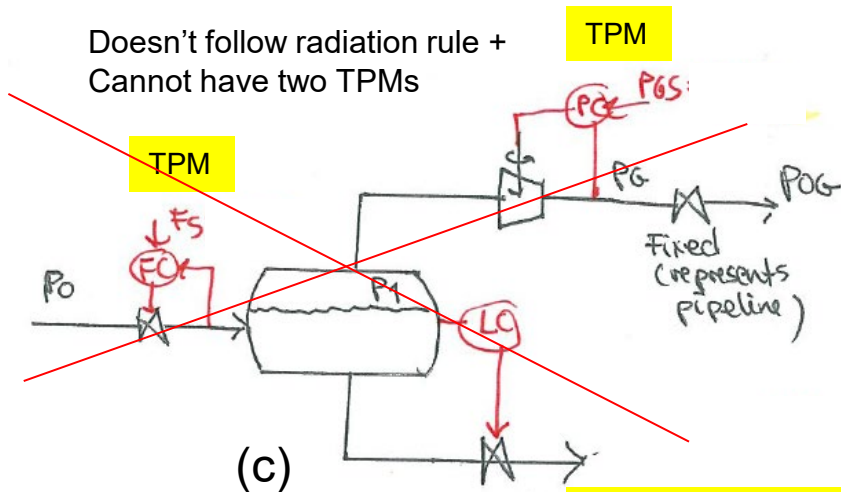 Doesn't follow radiation rule +
Cannot have two TPMs
TPM
TPM
PC
PGS
FS
FC
P0
P1
LC
PG
POG
Fixed
(represents
pipeline)
(c)